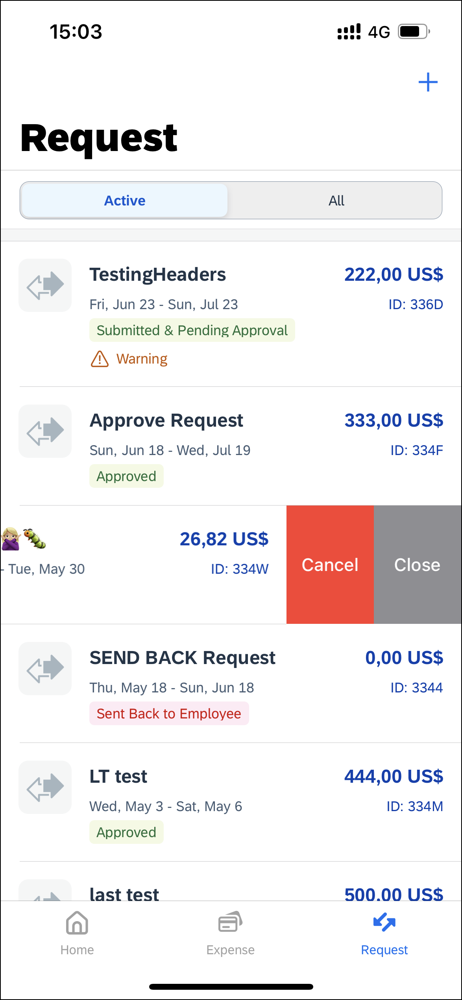 15:03 4G
Request
Active All
TestingHeaders 222,00 US$
Fri, Jun 23 - Sun, Jul 23 ID: 336D
Submitted & Pending Approval
Warning
Approve Request 333,00 US$
Sun, Jun 18 - Wed, Jul 19 ID: 334F
Approved
🙅🏼‍♀️🐛 26,82 US$
- Tue, May 30 ID: 334W
Cancel Close
SEND BACK Request 0,00 US$
Thu, May 18 - Sun, Jun 18 ID: 3344
Sent Back to Employee
LT test 444,00 US$
Wed, May 3 - Sat, May 6 ID: 334M
Approved
last test 500,00 US$
Home Expense Request